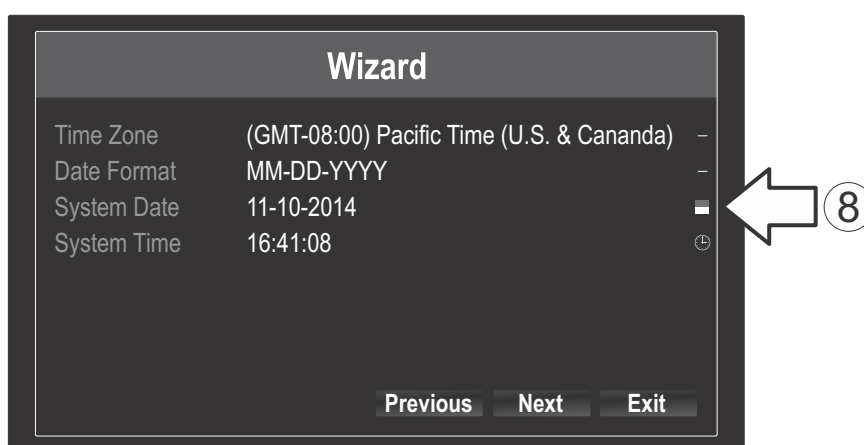 Wizard
Time Zone (GMT-08:00) Pacific Time (U.S. & Cananda) –
Date Format MM-DD-YYYY –
System Date 11-10-2014
8
System Time 16:41:08
Previous Next Exit